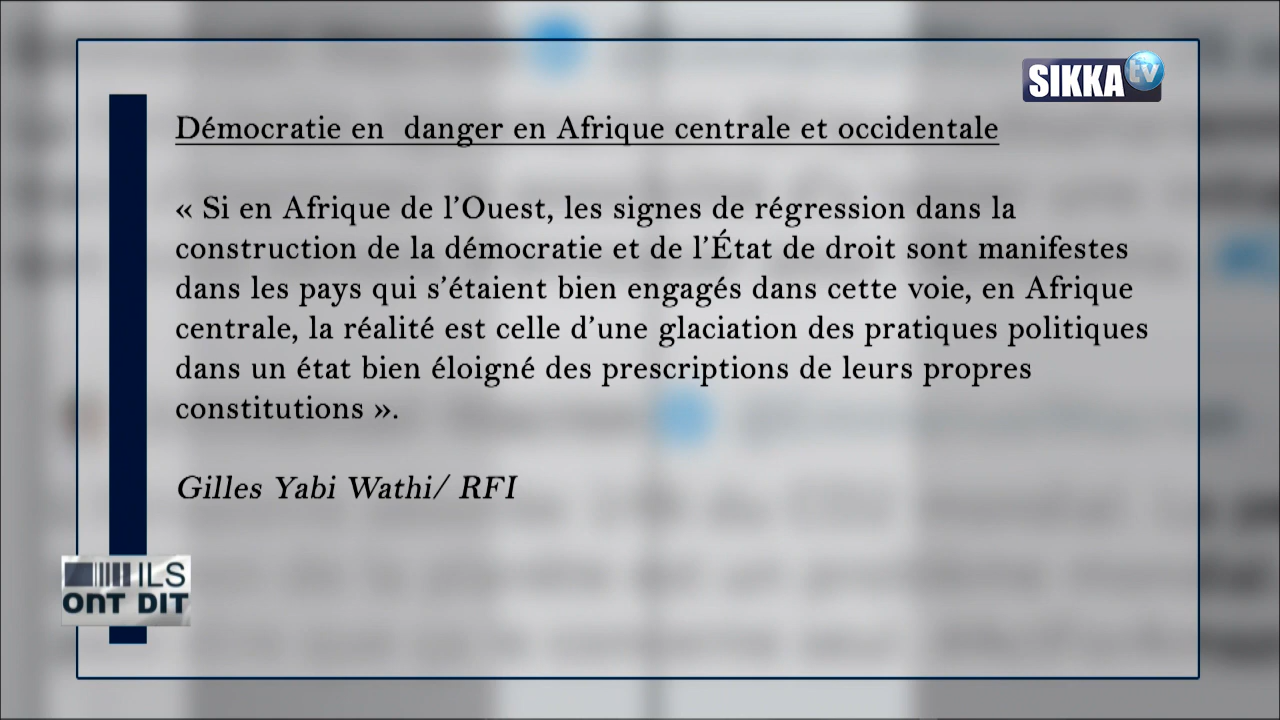 SIKKA tv
Démocratie en danger en Afrique centrale et occidentale
« Si en Afrique de l’Ouest, les signes de régression dans la
construction de la démocratie et de l’État de droit sont manifestes
dans les pays qui s’étaient bien engagés dans cette voie, en Afrique
centrale, la réalité est celle d’une glaciation des pratiques politiques
dans un état bien éloigné des prescriptions de leurs propres
constitutions ».
Gilles Yabi Wathi/ RFI
ILS
ONT DIT